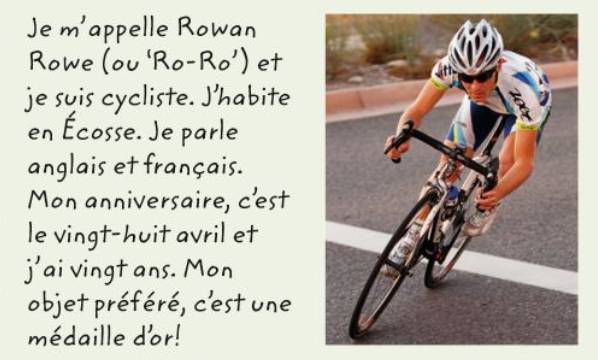 Je m'appelle Rowan
Rowe (ou 'Ro-Ro') et
je suis cycliste. J'habite
en Écosse. Je parle
anglais et français.
Mon anniversaire, c'est
le vingt-huit avril et
j'ai vingt ans. Mon
objet préféré, c'est une
médaille d'or!